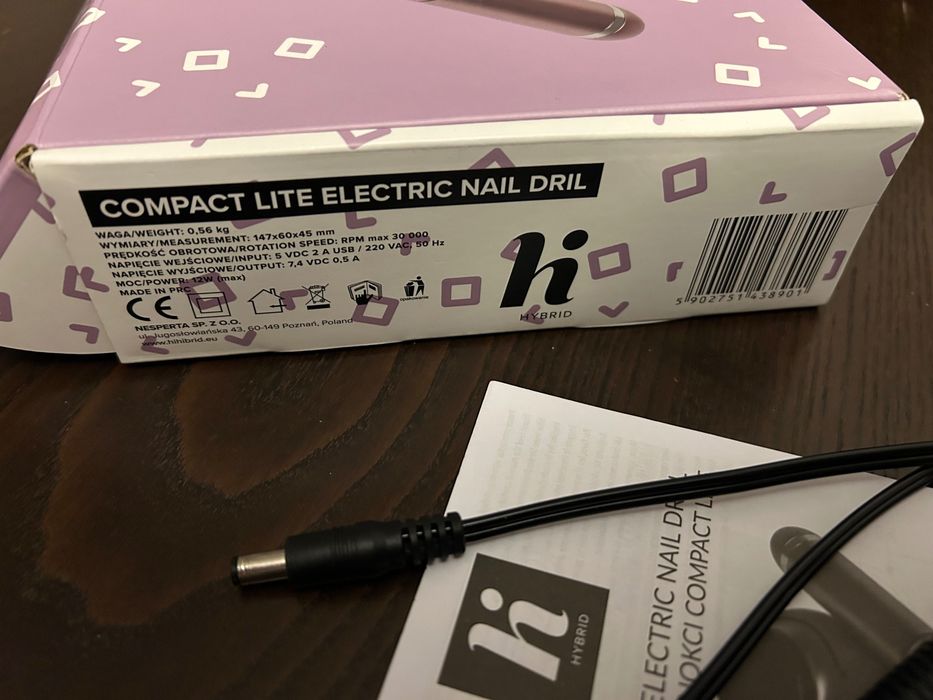 COMPACT LITE ELECTRIC NAIL DRIL
WAGA/WEIGHT: 0,56 kg
WYMIARY/MEASUREMENT: 147x60x45 mm
PRĘDKOŚĆ OBROTOWA/ROTATION SPEED: RPM max 30 000
NAPIĘCIE WEJŚCIOWE/INPUT: 5 VDC 2 A USB / 220 VAC, 50 Hz
NAPIĘCIE WYJŚCIOWE/OUTPUT: 7,4 VDC 0,5 A
MOC/POWER: 12W (max)
MADE IN PRC
CE
opakowanie
NESPERTA SP. Z O.O.
ul. Jugosłowiańska 43, 60-149 Poznań, Poland
www.hihibrid.eu
hi
HYBRID
5 902751 438901
hi
HYBRID
ELECTRIC NAIL DR
NOKCI COMPACT L